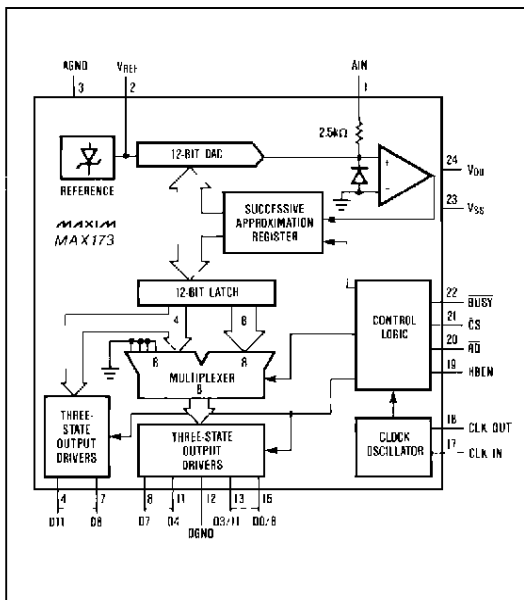 AGND
3
VREF
2
AIN
1
2.5kΩ
12-BIT DAC
REFERENCE
+
−
24
VDD
23
VSS
MAXIM
MAX173
SUCCESSIVE
APPROXIMATION
REGISTER
12-BIT LATCH
4
8
8
8
MULTIPLEXER
8
CONTROL
LOGIC
22
BUSY
21
CS
20
RD
19
HBEN
THREE-
STATE
OUTPUT
DRIVERS
THREE-STATE
OUTPUT
DRIVERS
CLOCK
OSCILLATOR
18
CLK OUT
17
CLK IN
4
7
8
11
12
13
16
D11
D8
D7
D4
DGND
D3/11
D0/8